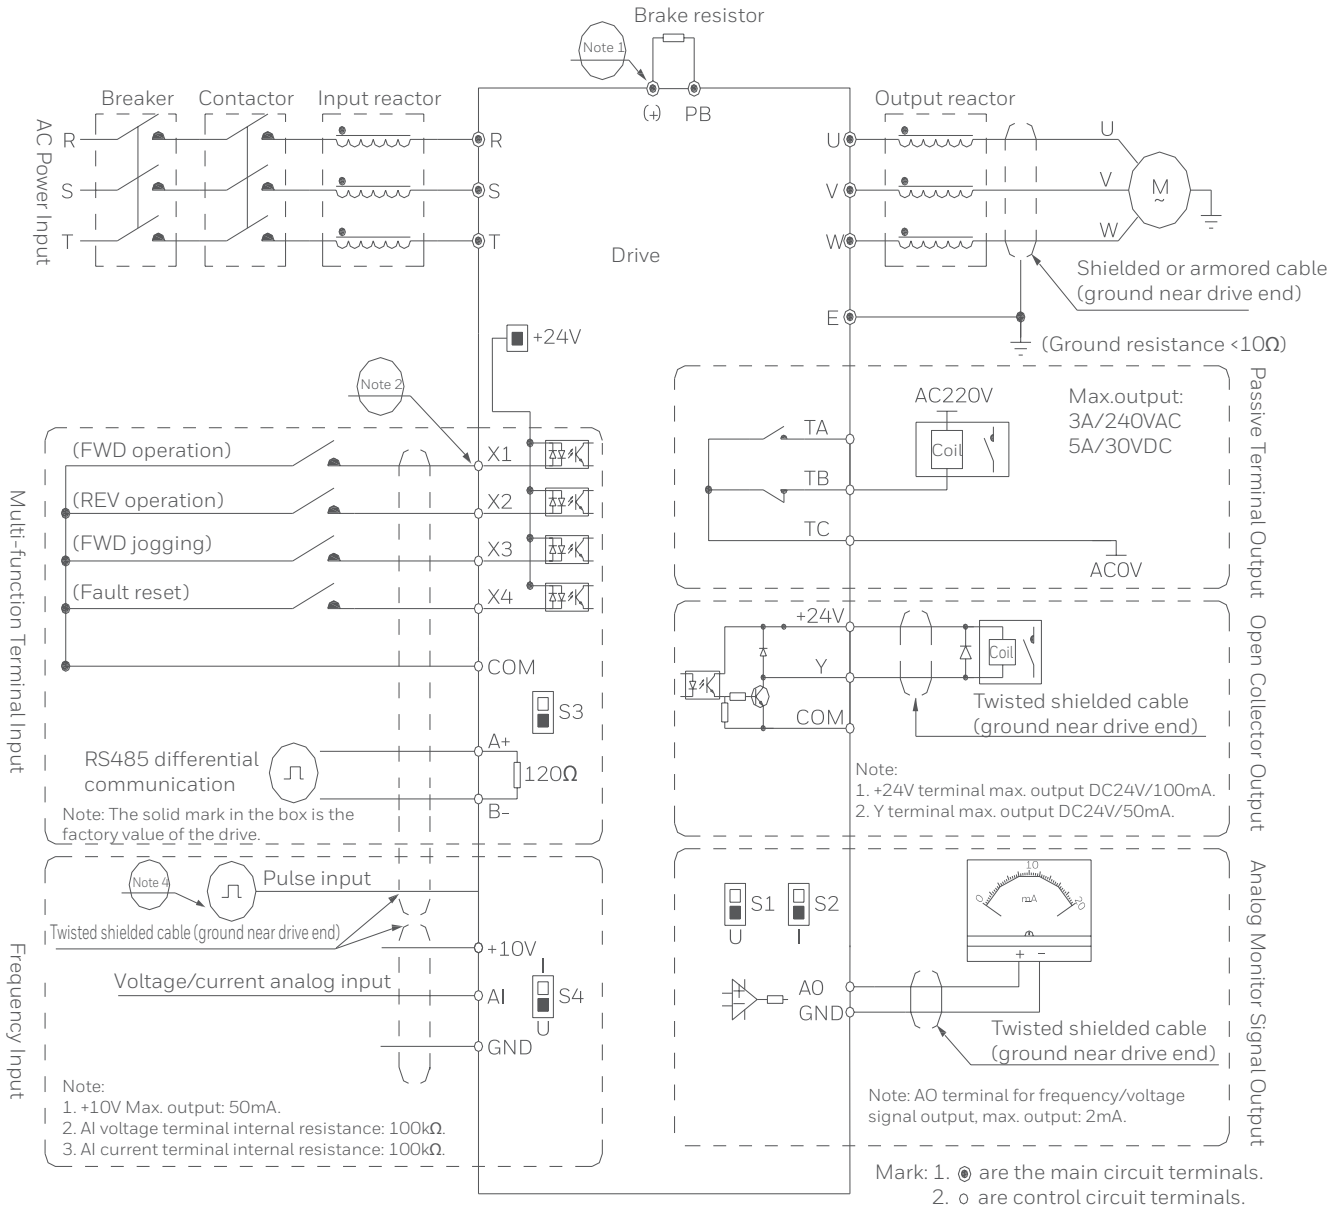 Brake resistor
Note 1
(+) PB
Breaker Contactor Input reactor
Output reactor
AC Power Input
R
S
T
R
S
T
Drive
U
V
W
U
V
W
M
~
Shielded or armored cable
(ground near drive end)
E
(Ground resistance <10Ω)
+24V
Note 2
Multi-function Terminal Input
(FWD operation)
X1
(REV operation)
X2
(FWD jogging)
X3
(Fault reset)
X4
COM
S3
A+
RS485 differential
communication
120Ω
B-
Note: The solid mark in the box is the
factory value of the drive.
Frequency Input
Note 4
Pulse input
Twisted shielded cable (ground near drive end)
+10V
Voltage/current analog input
AI
I
S4
U
GND
Note:
1. +10V Max. output: 50mA.
2. AI voltage terminal internal resistance: 100kΩ.
3. AI current terminal internal resistance: 100kΩ.
Passive Terminal Output
TA
TB
TC
AC220V
Coil
Max.output:
3A/240VAC
5A/30VDC
AC0V
Open Collector Output
+24V
Y
COM
Coil
Twisted shielded cable
(ground near drive end)
Note:
1. +24V terminal max. output DC24V/100mA.
2. Y terminal max. output DC24V/50mA.
Analog Monitor Signal Output
S1
U
S2
I
0
10
20
mA
+ −
AO
GND
Twisted shielded cable
(ground near drive end)
Note: AO terminal for frequency/voltage
signal output, max. output: 2mA.
Mark: 1. are the main circuit terminals.
2. are control circuit terminals.